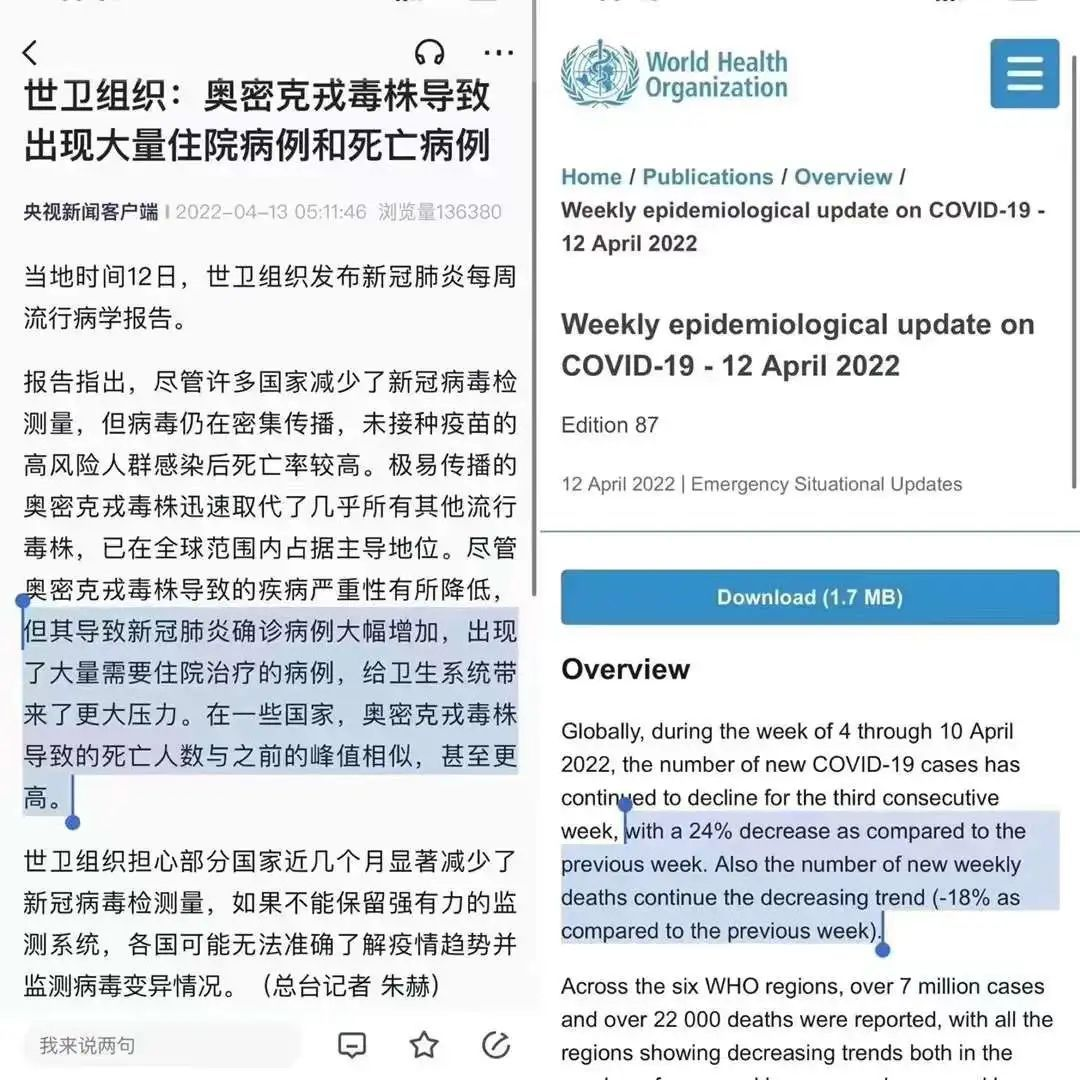 世卫组织：奥密克戎毒株导致
出现大量住院病例和死亡病例
央视新闻客户端 | 2022-04-13 05:11:46 浏览量136380
当地时间12日，世卫组织发布新冠肺炎每周
流行病学报告。
报告指出，尽管许多国家减少了新冠病毒检
测量，但病毒仍在密集传播，未接种疫苗的
高风险人群感染后死亡率较高。极易传播的
奥密克戎毒株迅速取代了几乎所有其他流行
毒株，已在全球范围内占据主导地位。尽管
奥密克戎毒株导致的疾病严重性有所降低，
但其导致新冠肺炎确诊病例大幅增加，出现
了大量需要住院治疗的病例，给卫生系统带
来了更大压力。在一些国家，奥密克戎毒株
导致的死亡人数与之前的峰值相似，甚至更
高。
世卫组织担心部分国家近几个月显著减少了
新冠病毒检测量，如果不能保留强有力的监
测系统，各国可能无法准确了解疫情趋势并
监测病毒变异情况。（总台记者 朱赫）
我来说两句
World Health
Organization
Home / Publications / Overview /
Weekly epidemiological update on COVID-19 -
12 April 2022
Weekly epidemiological update on
COVID-19 - 12 April 2022
Edition 87
12 April 2022 | Emergency Situational Updates
Download (1.7 MB)
Overview
Globally, during the week of 4 through 10 April
2022, the number of new COVID-19 cases has
continued to decline for the third consecutive
week, with a 24% decrease as compared to the
previous week. Also the number of new weekly
deaths continue the decreasing trend (-18% as
compared to the previous week).
Across the six WHO regions, over 7 million cases
and over 22 000 deaths were reported, with all the
regions showing decreasing trends both in the